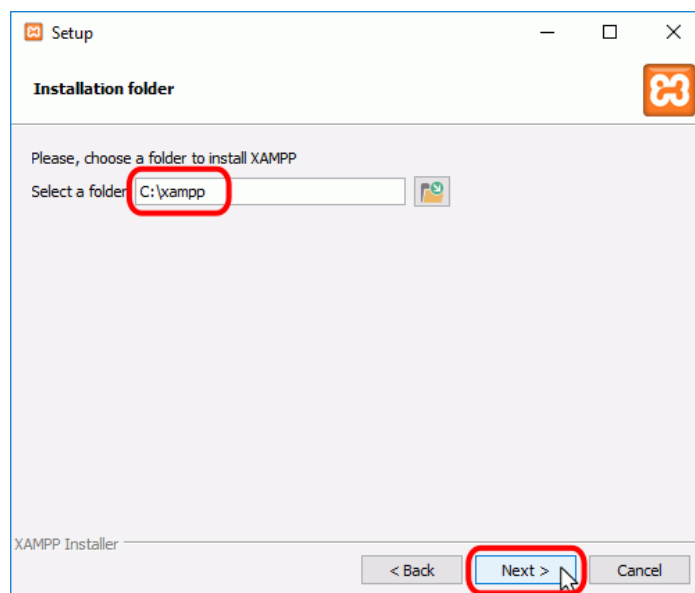 Setup
Installation folder
Please, choose a folder to install XAMPP
Select a folder C:\xampp
XAMPP Installer
< Back Next > Cancel